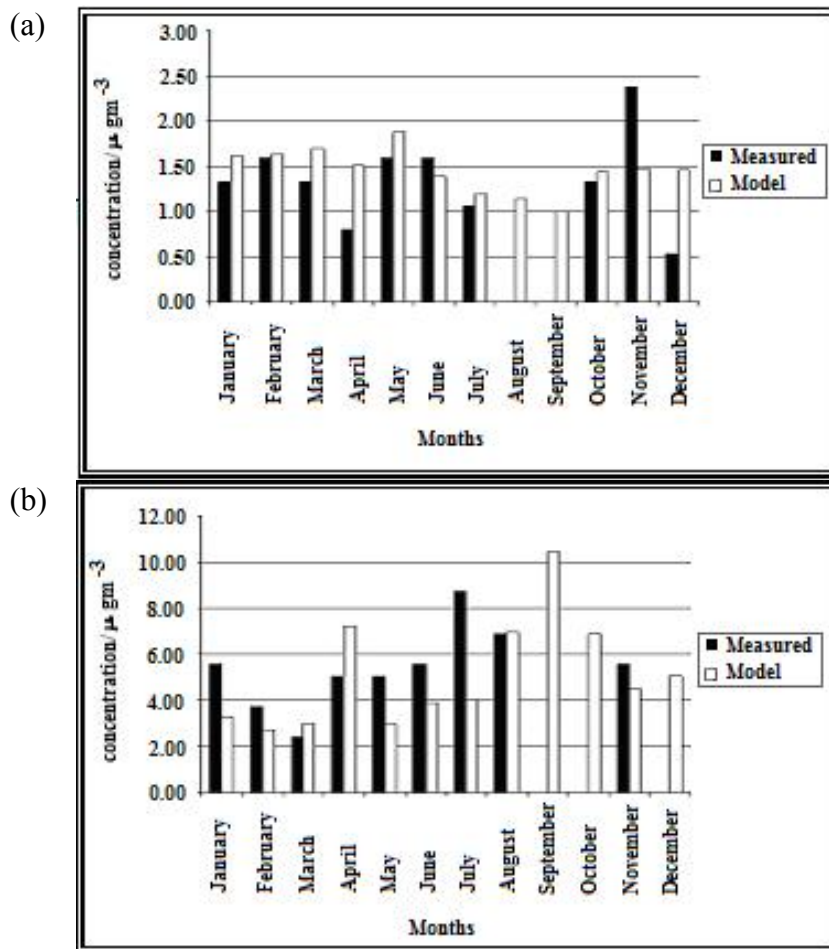 (a)
3.00
2.50
2.00
1.50
1.00
0.50
0.00
concentration/ μ gm -3
January
February
March
April
May
June
July
August
September
October
November
December
Months
Measured
Model
(b)
12.00
10.00
8.00
6.00
4.00
2.00
0.00
concentration/ μ gm -3
January
February
March
April
May
June
July
August
September
October
November
December
Months
Measured
Model